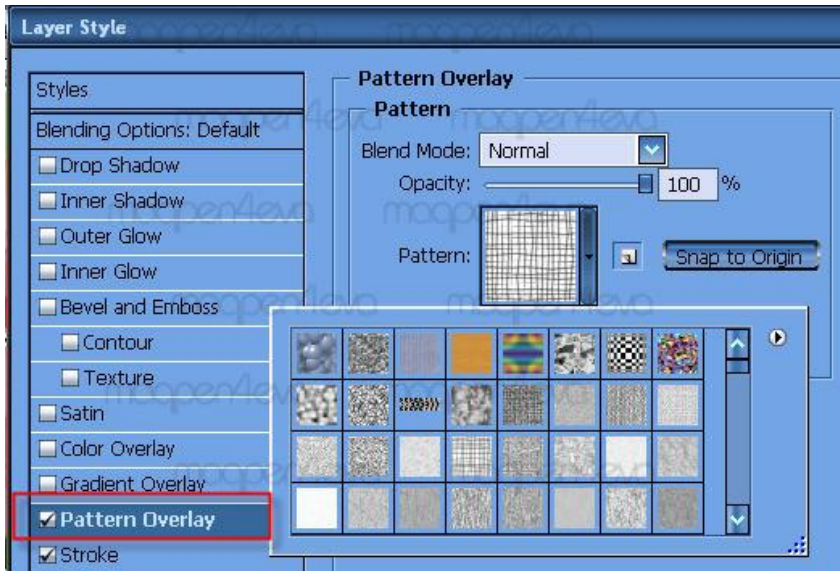 Layer Style
Styles
Blending Options: Default
Drop Shadow
Inner Shadow
Outer Glow
Inner Glow
Bevel and Emboss
Contour
Texture
Satin
Color Overlay
Gradient Overlay
Pattern Overlay
Stroke
Pattern Overlay
Pattern
Blend Mode: Normal
Opacity: 100 %
Pattern: Snap to Origin
moqpen4eva